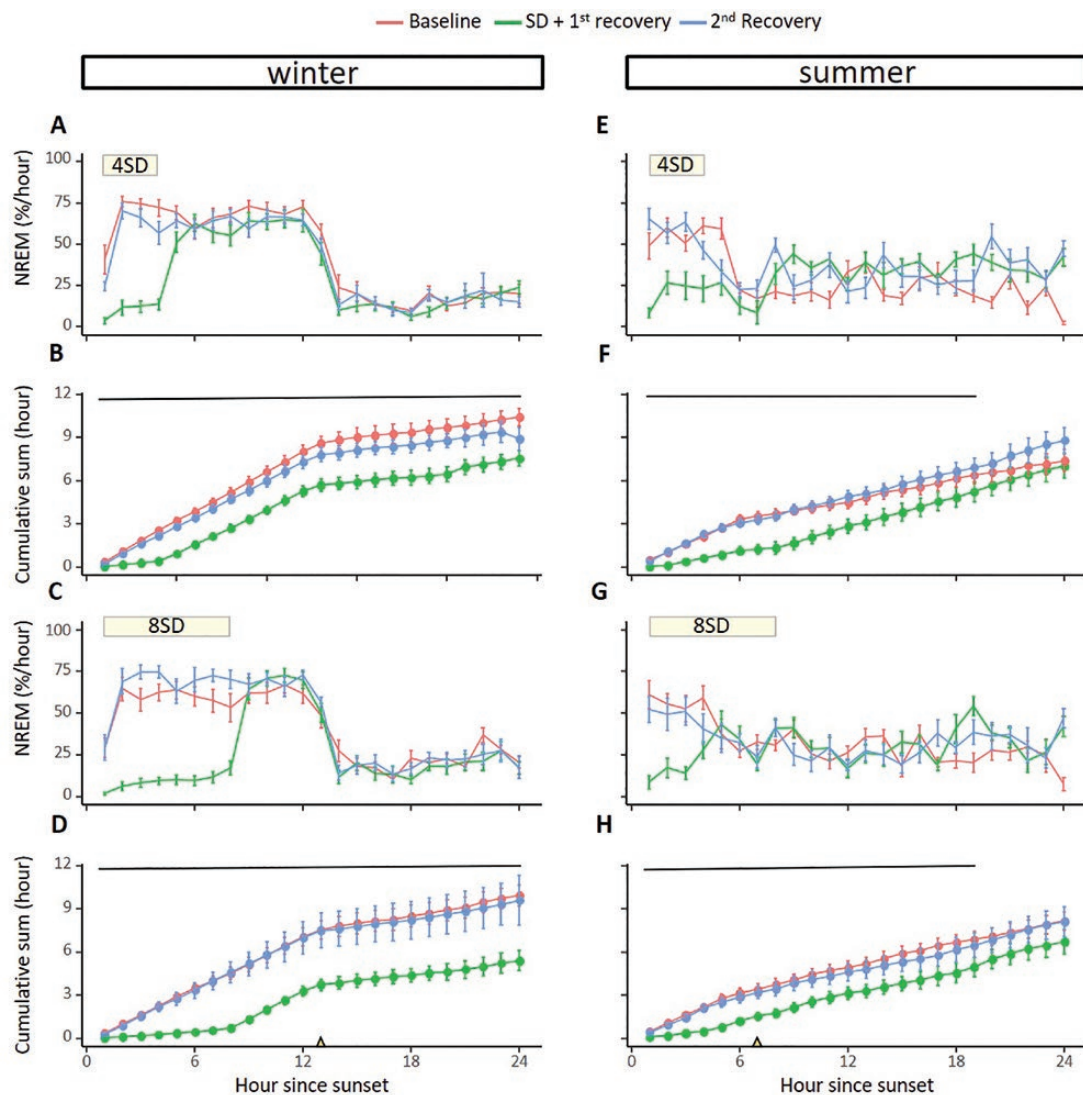 Baseline SD + 1st recovery 2nd Recovery
winter
summer
A
NREM (%/hour)
100
75
50
25
0
4SD
B
Cumulative sum (hour)
12
9
6
3
0
C
NREM (%/hour)
100
75
50
25
0
8SD
D
Cumulative sum (hour)
12
9
6
3
0
0 6 12 18 24
Hour since sunset
E
4SD
F
G
8SD
H
0 6 12 18 24
Hour since sunset